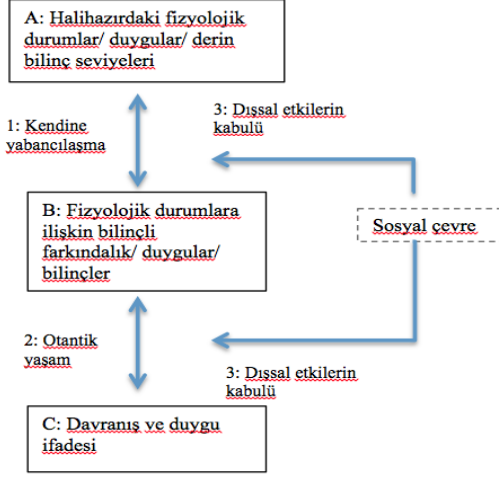 A: Halihazırdaki fizyolojik
durumlar/ duygular/ derin
bilinç seviyeleri
3: Dışsal etkilerin
kabulü
1: Kendine
yabancılaşma
B: Fizyolojik durumlara
ilişkin bilinçli
farkındalık/ duygular/
bilinçler
Sosyal çevre
2: Otantik
yaşam
3: Dışsal etkilerin
kabulü
C: Davranış ve duygu
ifadesi